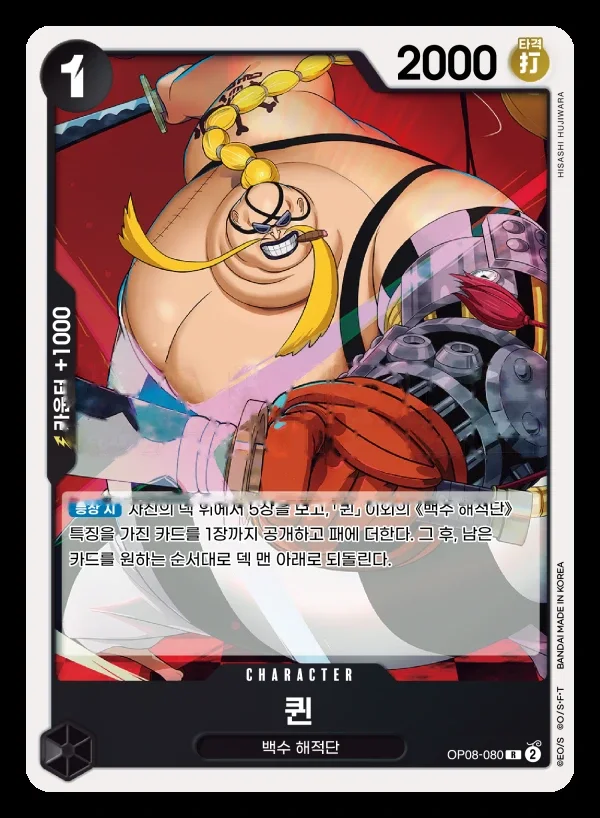 1
2000
타격
打
HISASHI HUJIWARA
카운터 +1000
등장 시 자신의 덱 위에서 5장을 보고, 「퀸」 이외의 《백수 해적단》
특징을 가진 카드를 1장까지 공개하고 패에 더한다. 그 후, 남은
카드를 원하는 순서대로 덱 맨 아래로 되돌린다.
CHARACTER
퀸
백수 해적단
OP08-080 R 2
©EO/S ©O/S·F·T BANDAI MADE IN KOREA